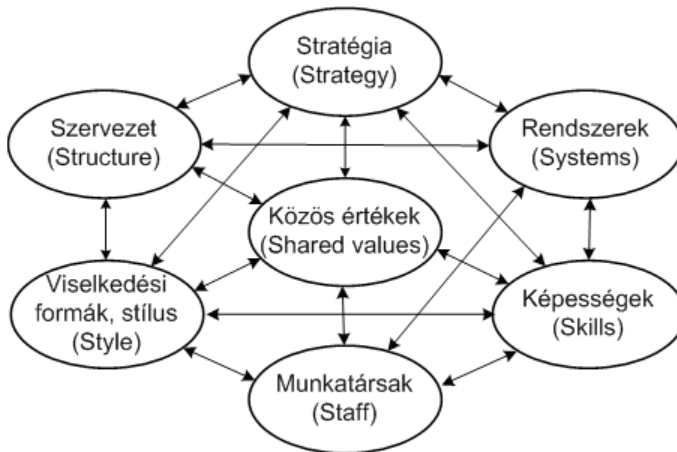 Stratégia
(Strategy)
Szervezet
(Structure)
Rendszerek
(Systems)
Közös értékek
(Shared values)
Viselkedési
formák, stílus
(Style)
Képességek
(Skills)
Munkatársak
(Staff)